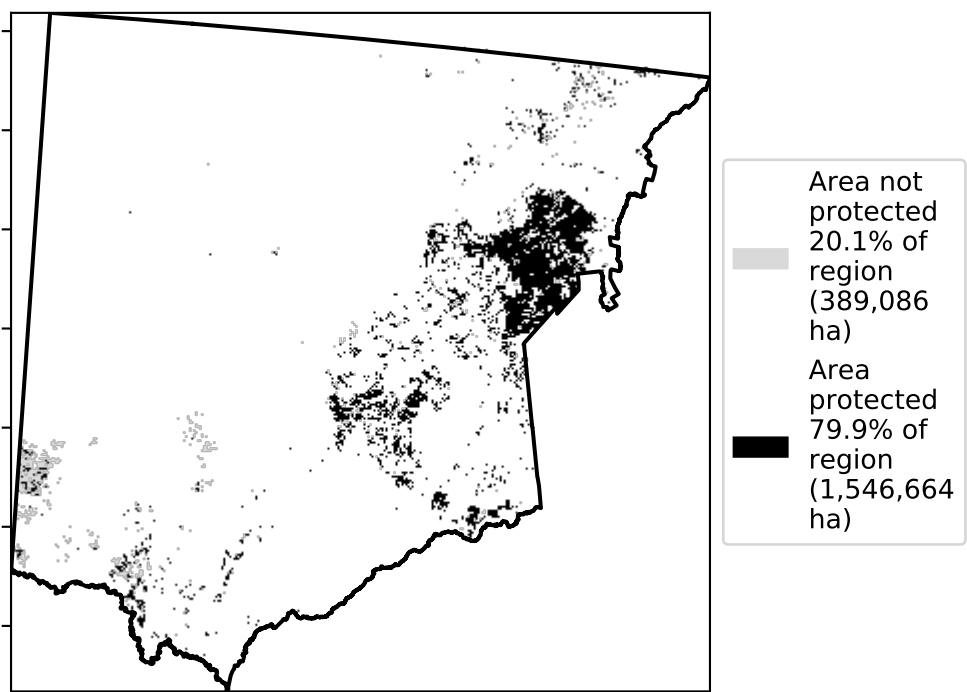 Area not
protected
20.1% of
region
(389,086
ha)
Area
protected
79.9% of
region
(1,546,664
ha)